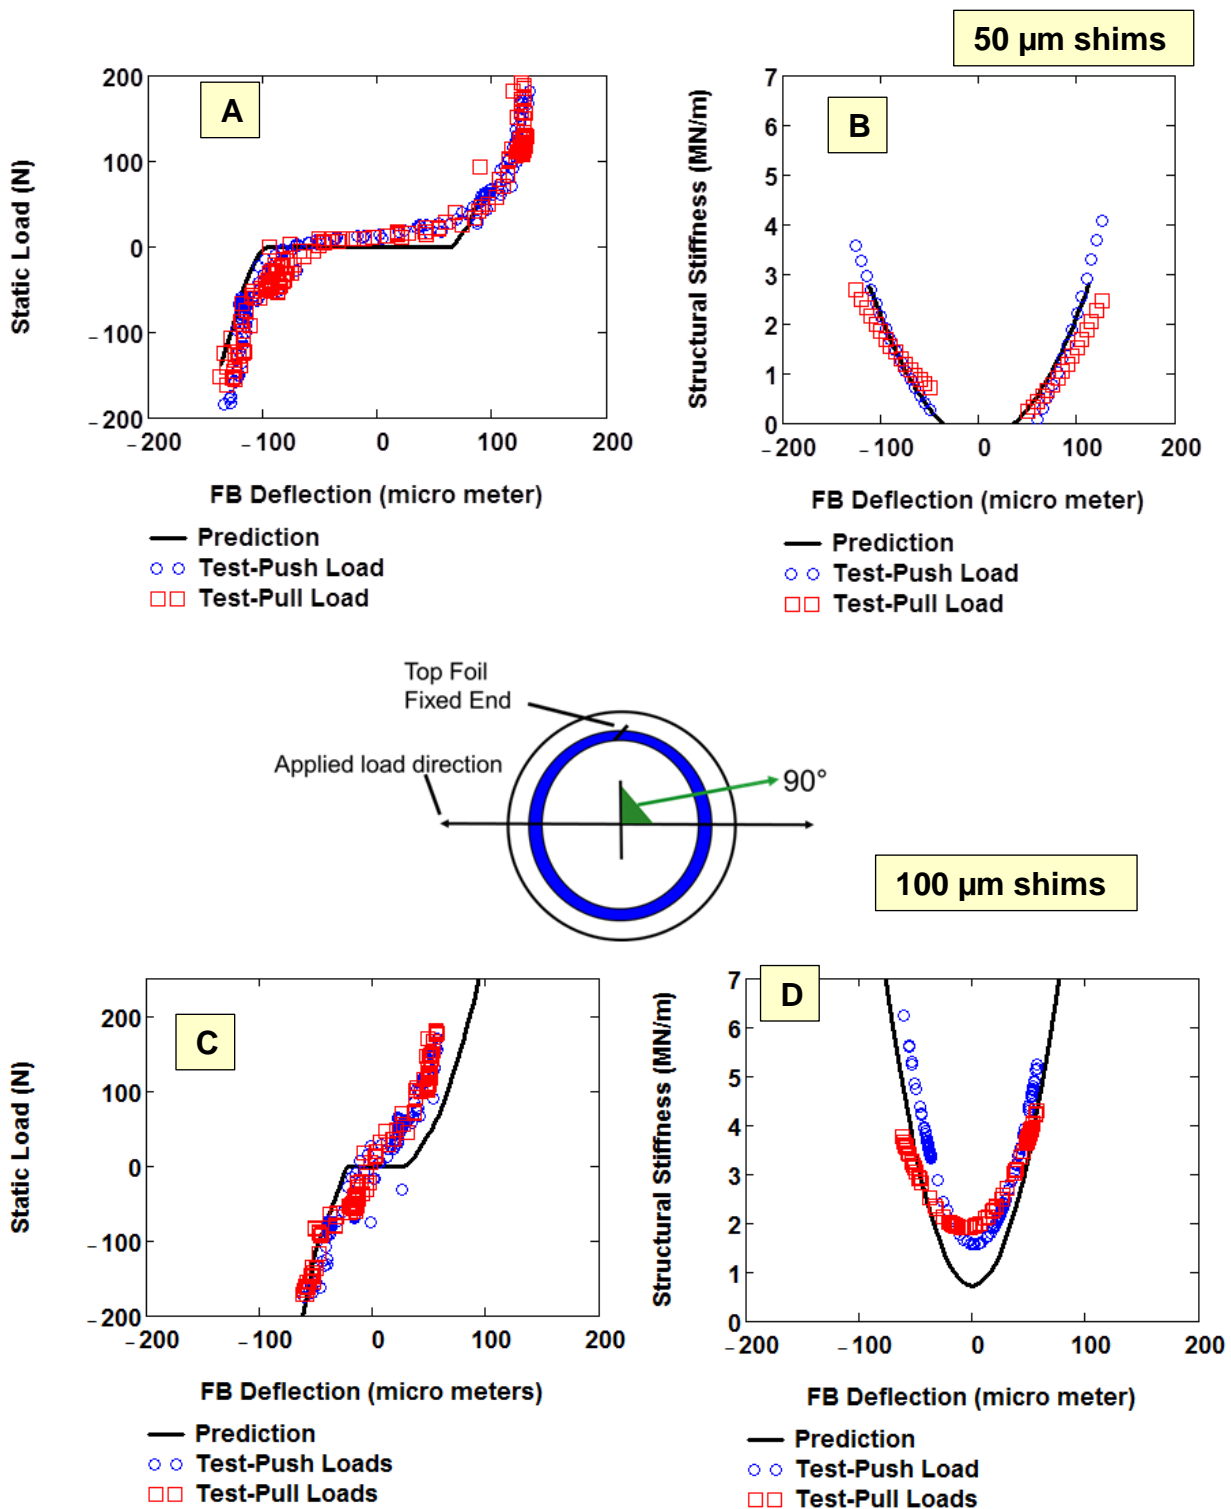 50 µm shims
A
Static Load (N)
200
100
0
−100
−200
−200
−100
0
100
200
FB Deflection (micro meter)
Prediction
Test-Push Load
Test-Pull Load
B
Structural Stiffness (MN/m)
7
6
5
4
3
2
1
0
−200
−100
0
100
200
FB Deflection (micro meter)
Prediction
Test-Push Load
Test-Pull Load
Top Foil
Fixed End
Applied load direction
90°
100 µm shims
C
Static Load (N)
200
100
0
−100
−200
−200
−100
0
100
200
FB Deflection (micro meters)
Prediction
Test-Push Loads
Test-Pull Loads
D
Structural Stiffness (MN/m)
7
6
5
4
3
2
1
0
−200
−100
0
100
200
FB Deflection (micro meter)
Prediction
Test-Push Load
Test-Pull Loads